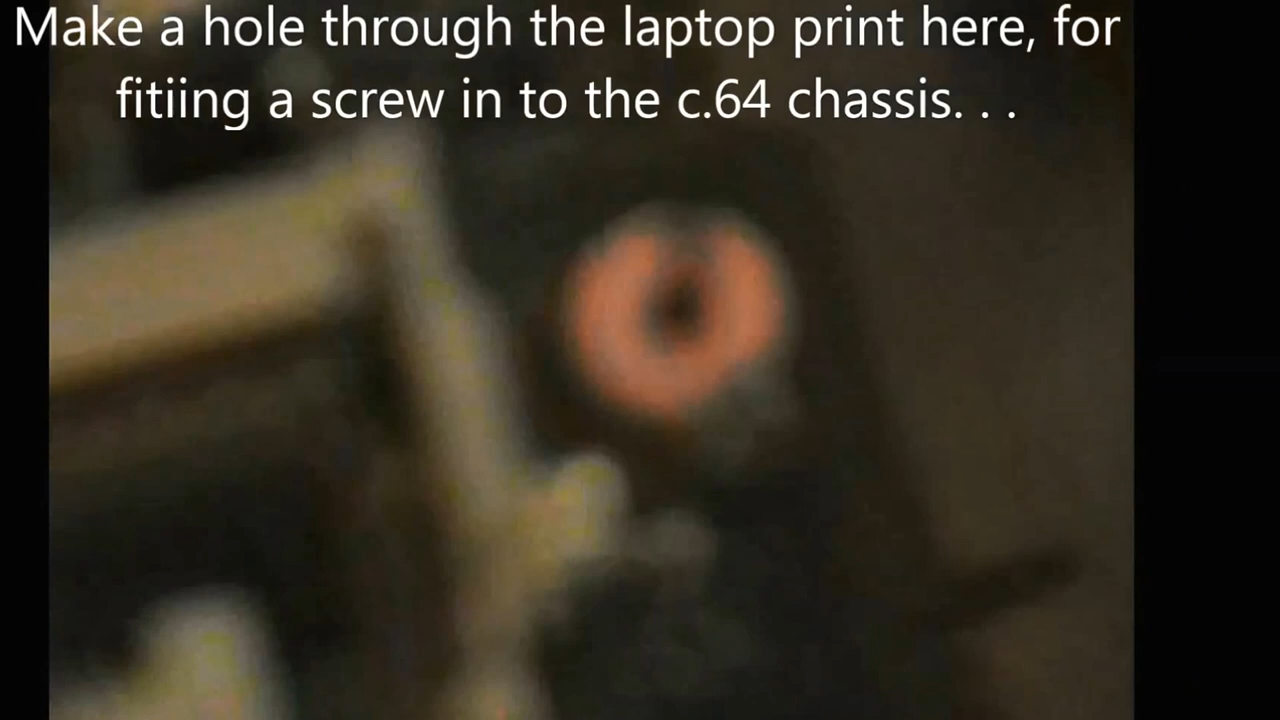 Make a hole through the laptop print here, for
fitiing a screw in to the c.64 chassis. . .